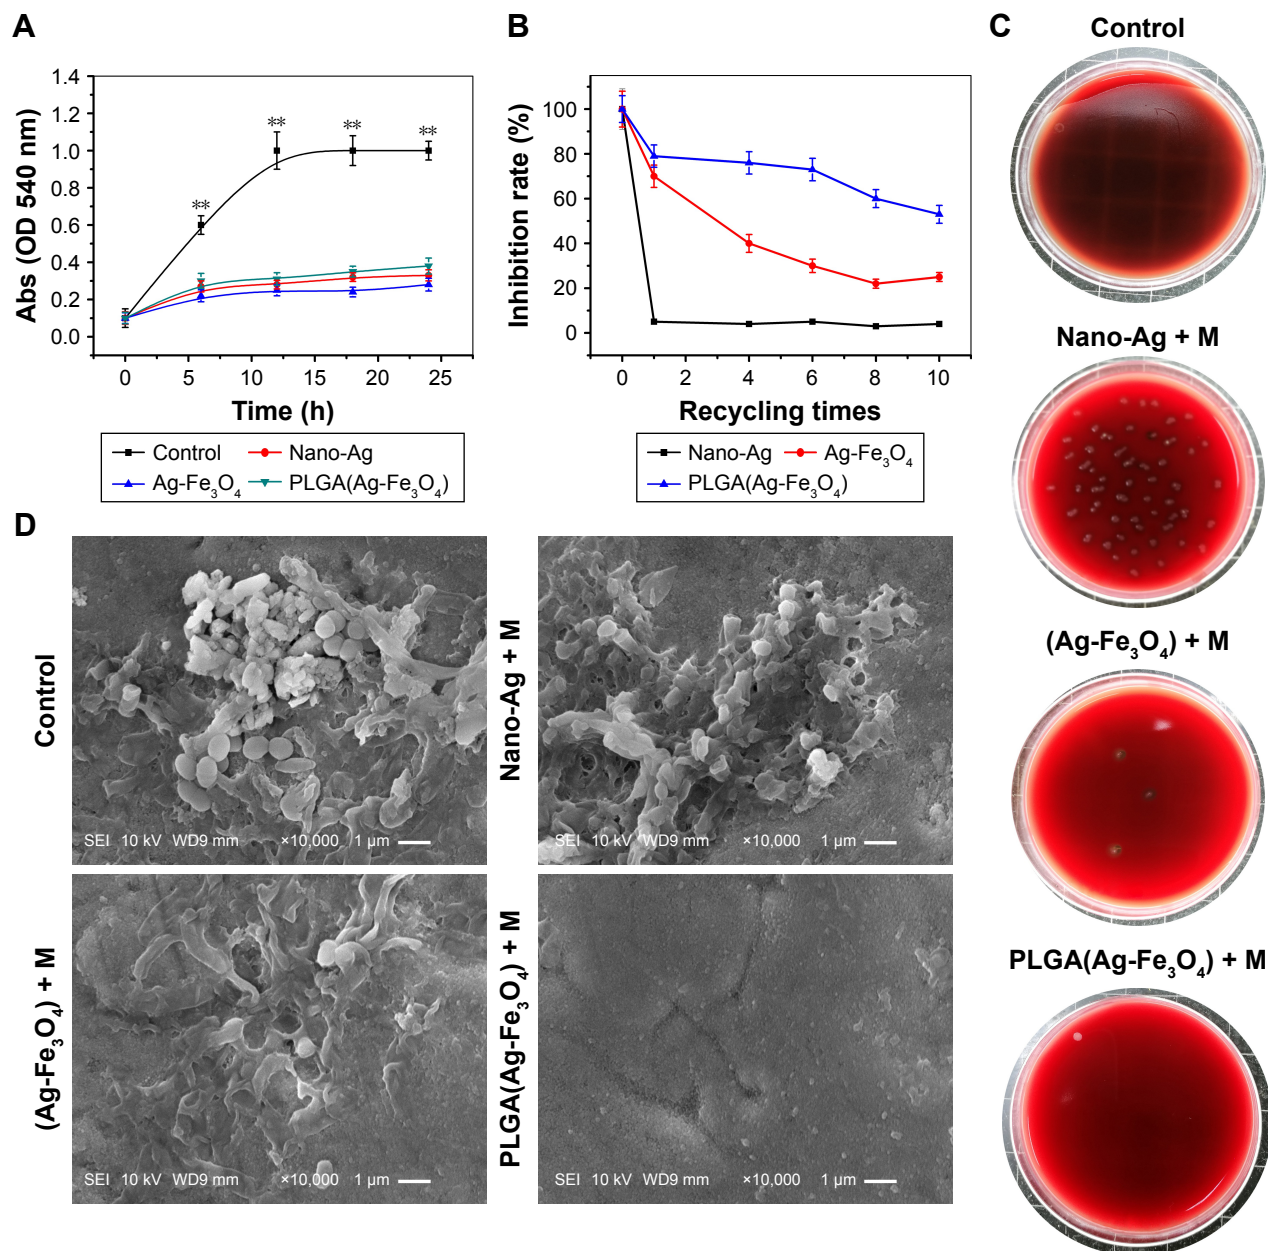 A
Abs (OD 540 nm)
1.4
1.2
1.0
0.8
0.6
0.4
0.2
0.0
**
**
**
**
0 5 10 15 20 25
Time (h)
Control Nano-Ag
Ag-Fe₃O₄ PLGA(Ag-Fe₃O₄)
B
Inhibition rate (%)
100
80
60
40
20
0
0 2 4 6 8 10
Recycling times
Nano-Ag Ag-Fe₃O₄
PLGA(Ag-Fe₃O₄)
C
Control
Nano-Ag + M
(Ag-Fe₃O₄) + M
PLGA(Ag-Fe₃O₄) + M
D
Control
SEI 10 kV WD9 mm ×10,000 1 µm
Nano-Ag + M
SEI 10 kV WD9 mm ×10,000 1 µm
(Ag-Fe₃O₄) + M
SEI 10 kV WD9 mm ×10,000 1 µm
PLGA(Ag-Fe₃O₄) + M
SEI 10 kV WD9 mm ×10,000 1 µm